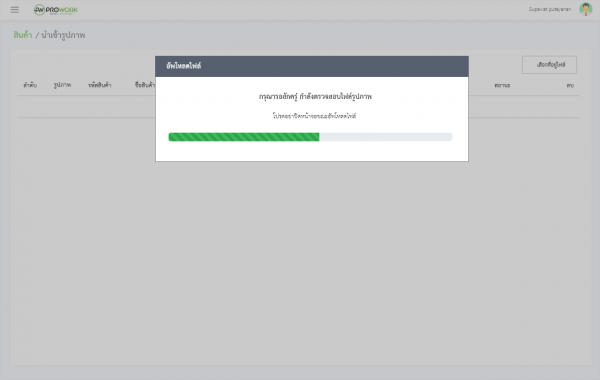 PROWORK
Supawat putayanan
สินค้า / นำเข้ารูปภาพ
เลือกที่อยู่ไฟล์
ลำดับ รูปภาพ รหัสสินค้า ชื่อสินค้า สถานะ ลบ
อัพโหลดไฟล์
กรุณารอสักครู่ กำลังตรวจสอบไฟล์รูปภาพ
โปรดอย่าปิดหน้าจอขณะอัพโหลดไฟล์